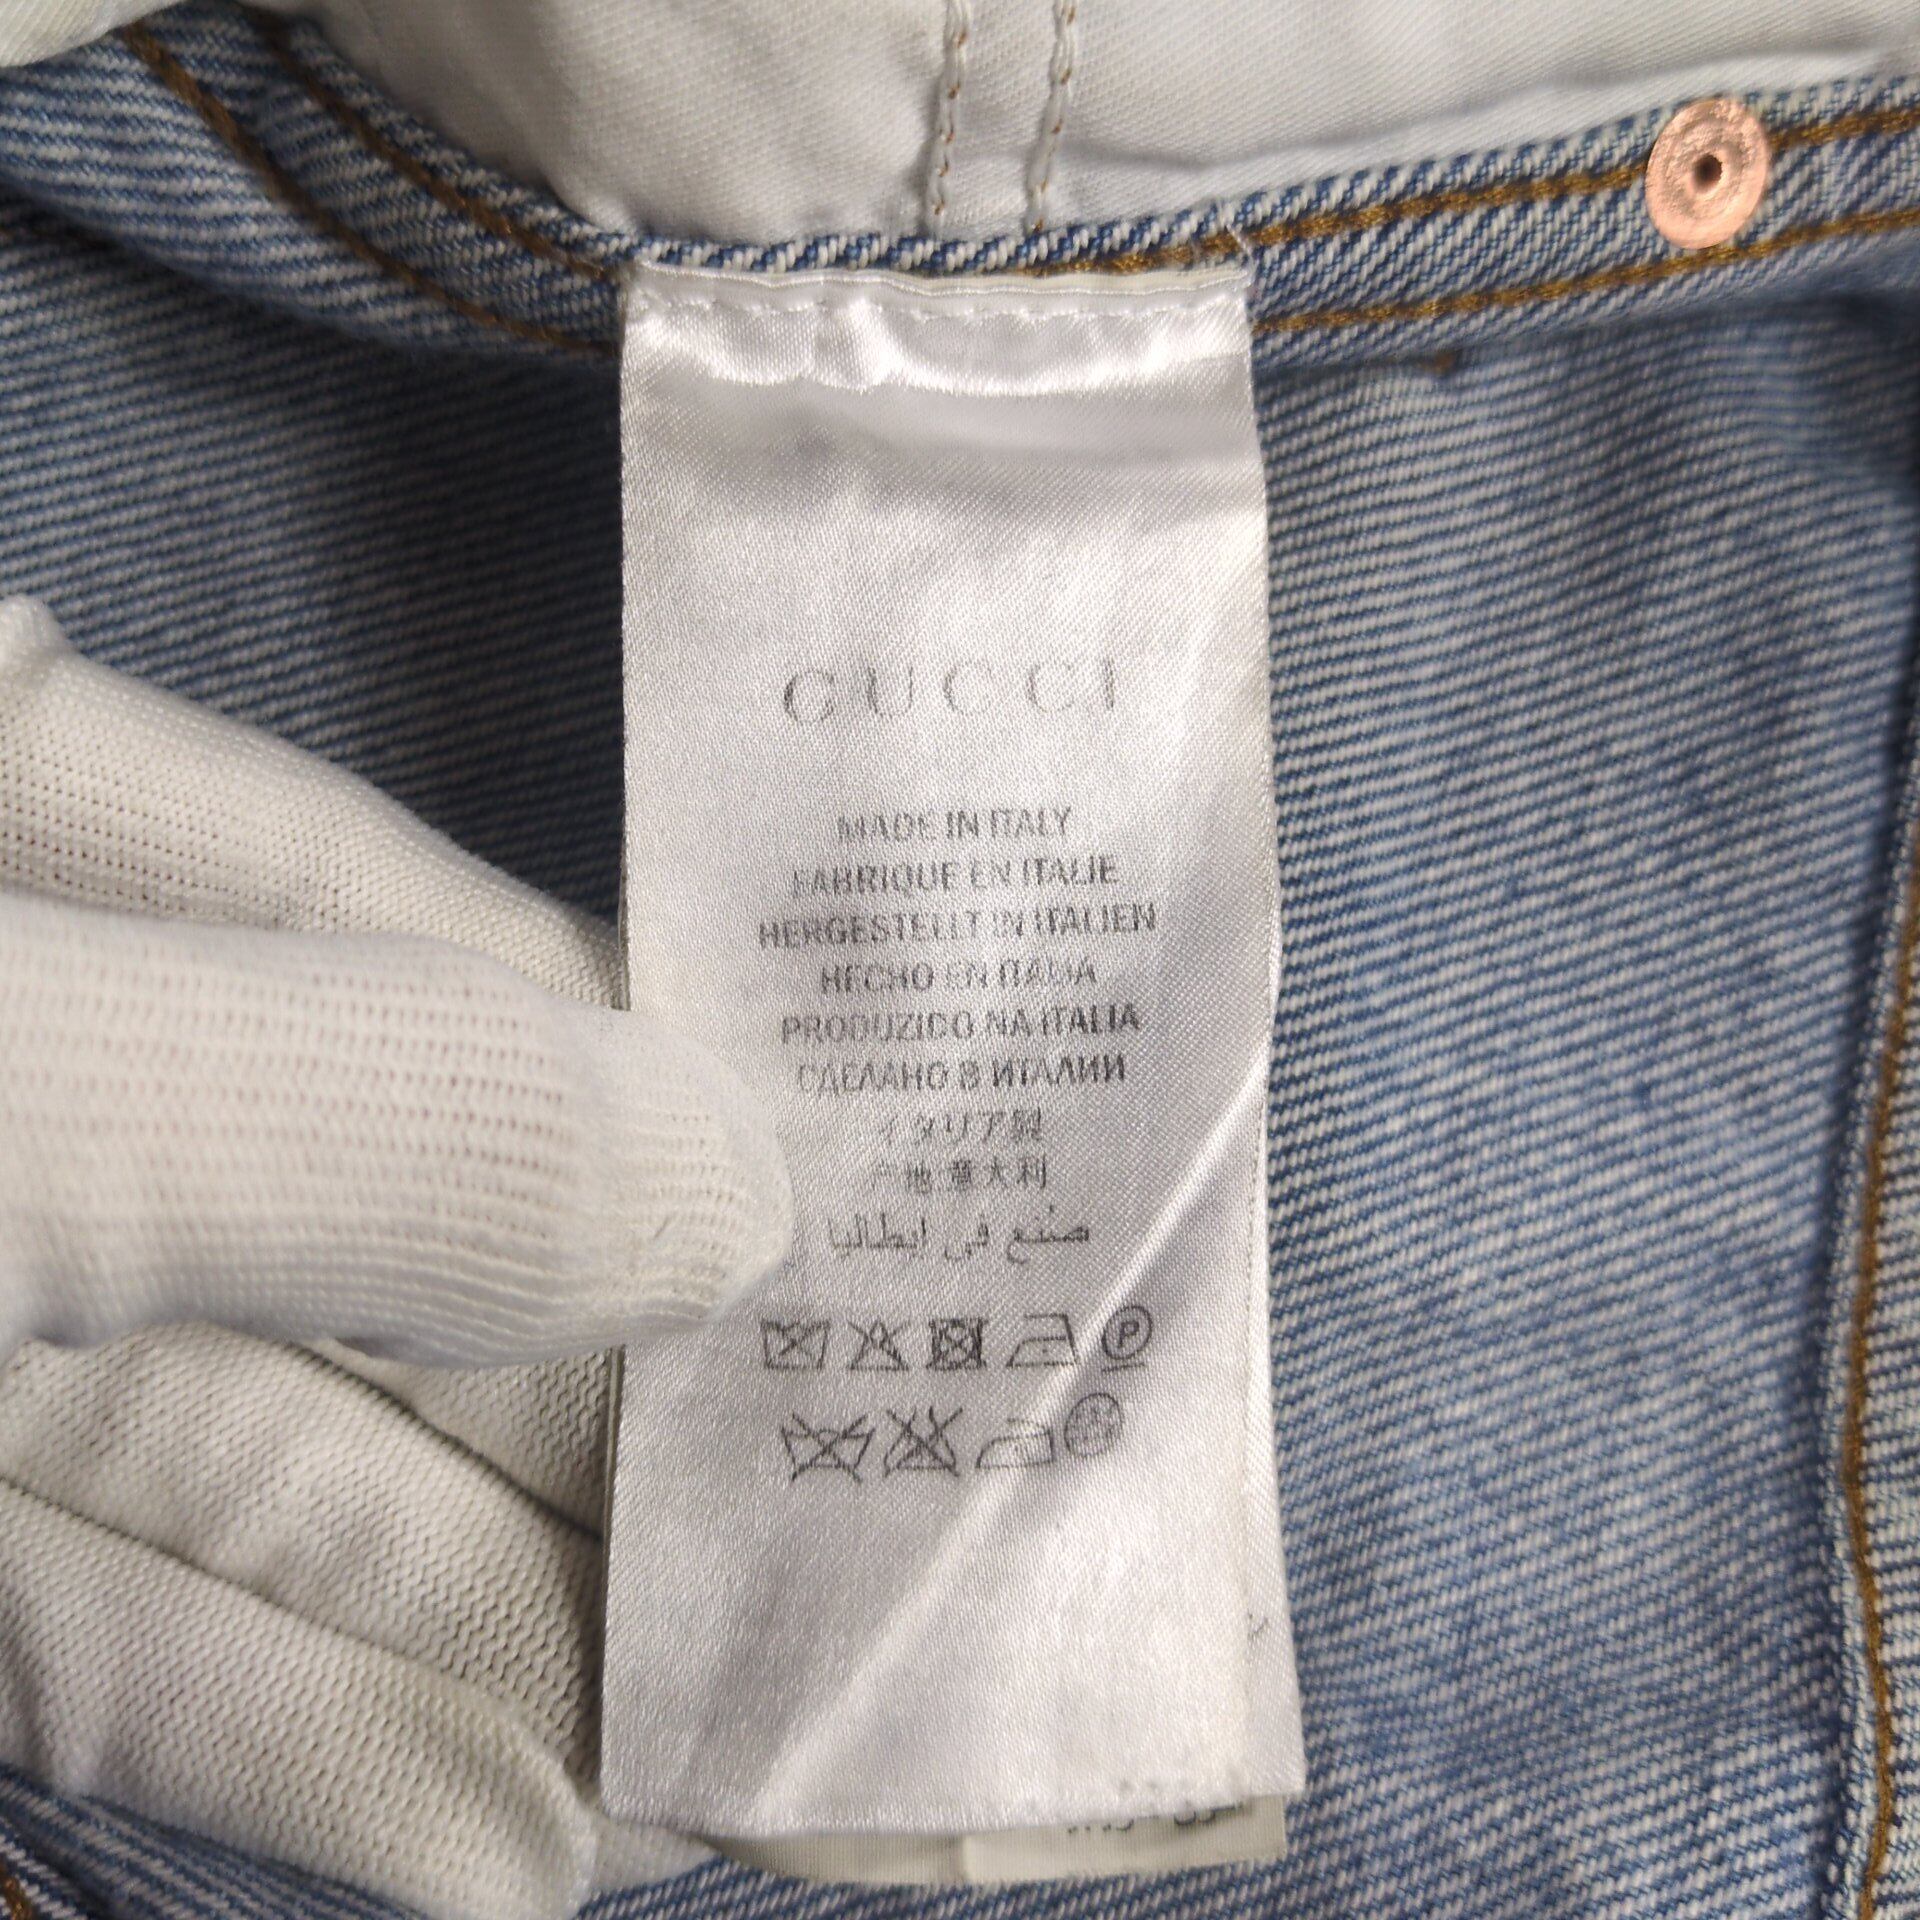 GUCCI
MADE IN ITALY
FABRIQUE EN ITALIE
HERGESTELLT IN ITALIEN
HECHO EN ITALIA
PRODUZIDO NA ITALIA
СДЕЛАНО В ИТАЛИИ
イタリア製
产地:意大利
صنع في إيطاليا
P